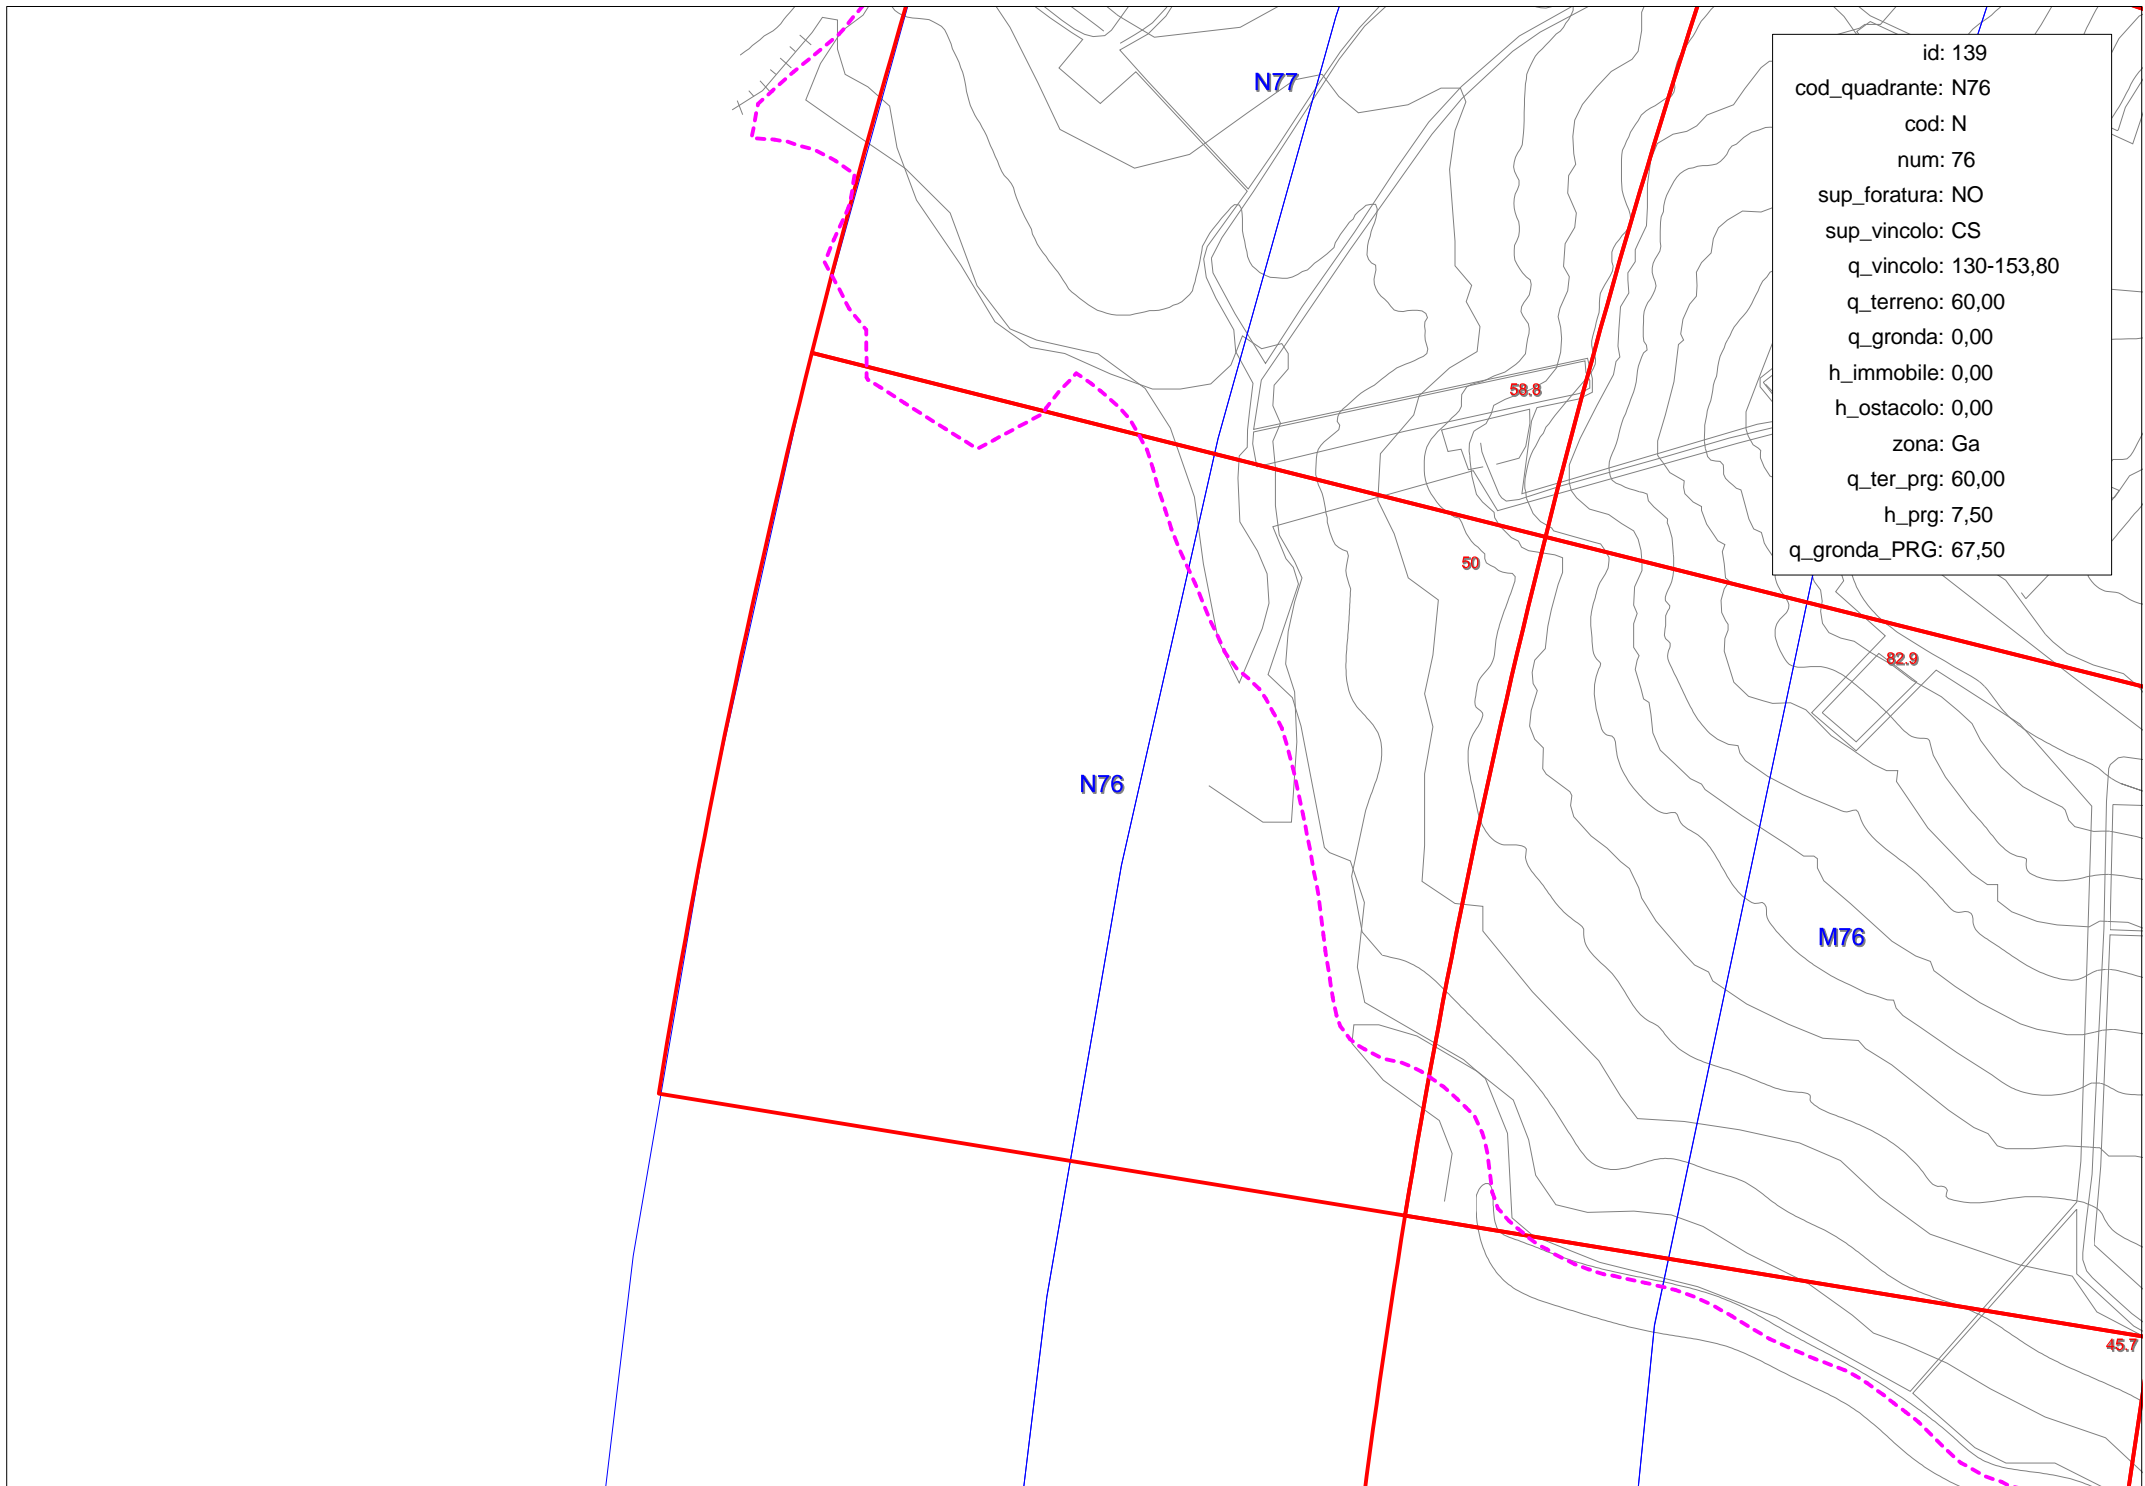 N77
id: 139
cod_quadrante: N76
cod: N
num: 76
sup_foratura: NO
sup_vincolo: CS
q_vincolo: 130-153,80
q_terreno: 60,00
q_gronda: 0,00
h_immobile: 0,00
h_ostacolo: 0,00
zona: Ga
q_ter_prg: 60,00
h_prg: 7,50
q_gronda_PRG: 67,50
58.8
50
82.9
N76
M76
45.7